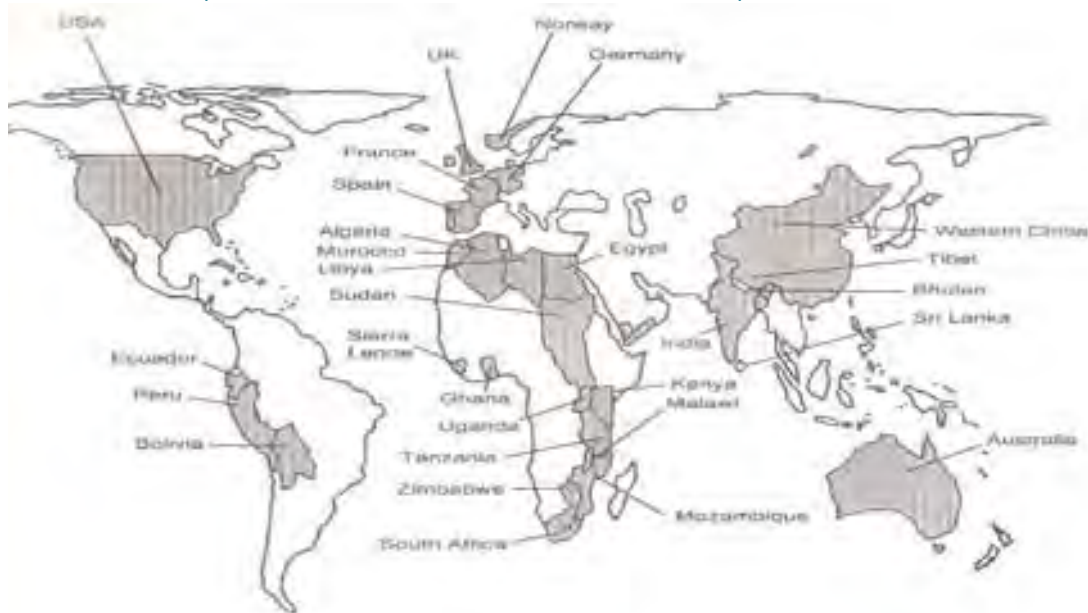 USA
Norway
UK
Germany
France
Spain
Algeria
Morocco
Libya
Egypt
Sudan
Western China
Tibet
Bhutan
Sri Lanka
India
Sierra
Leone
Ghana
Kenya
Malawi
Uganda
Ecuador
Peru
Bolivia
Tanzania
Zimbabwe
Mozambique
South Africa
Australia